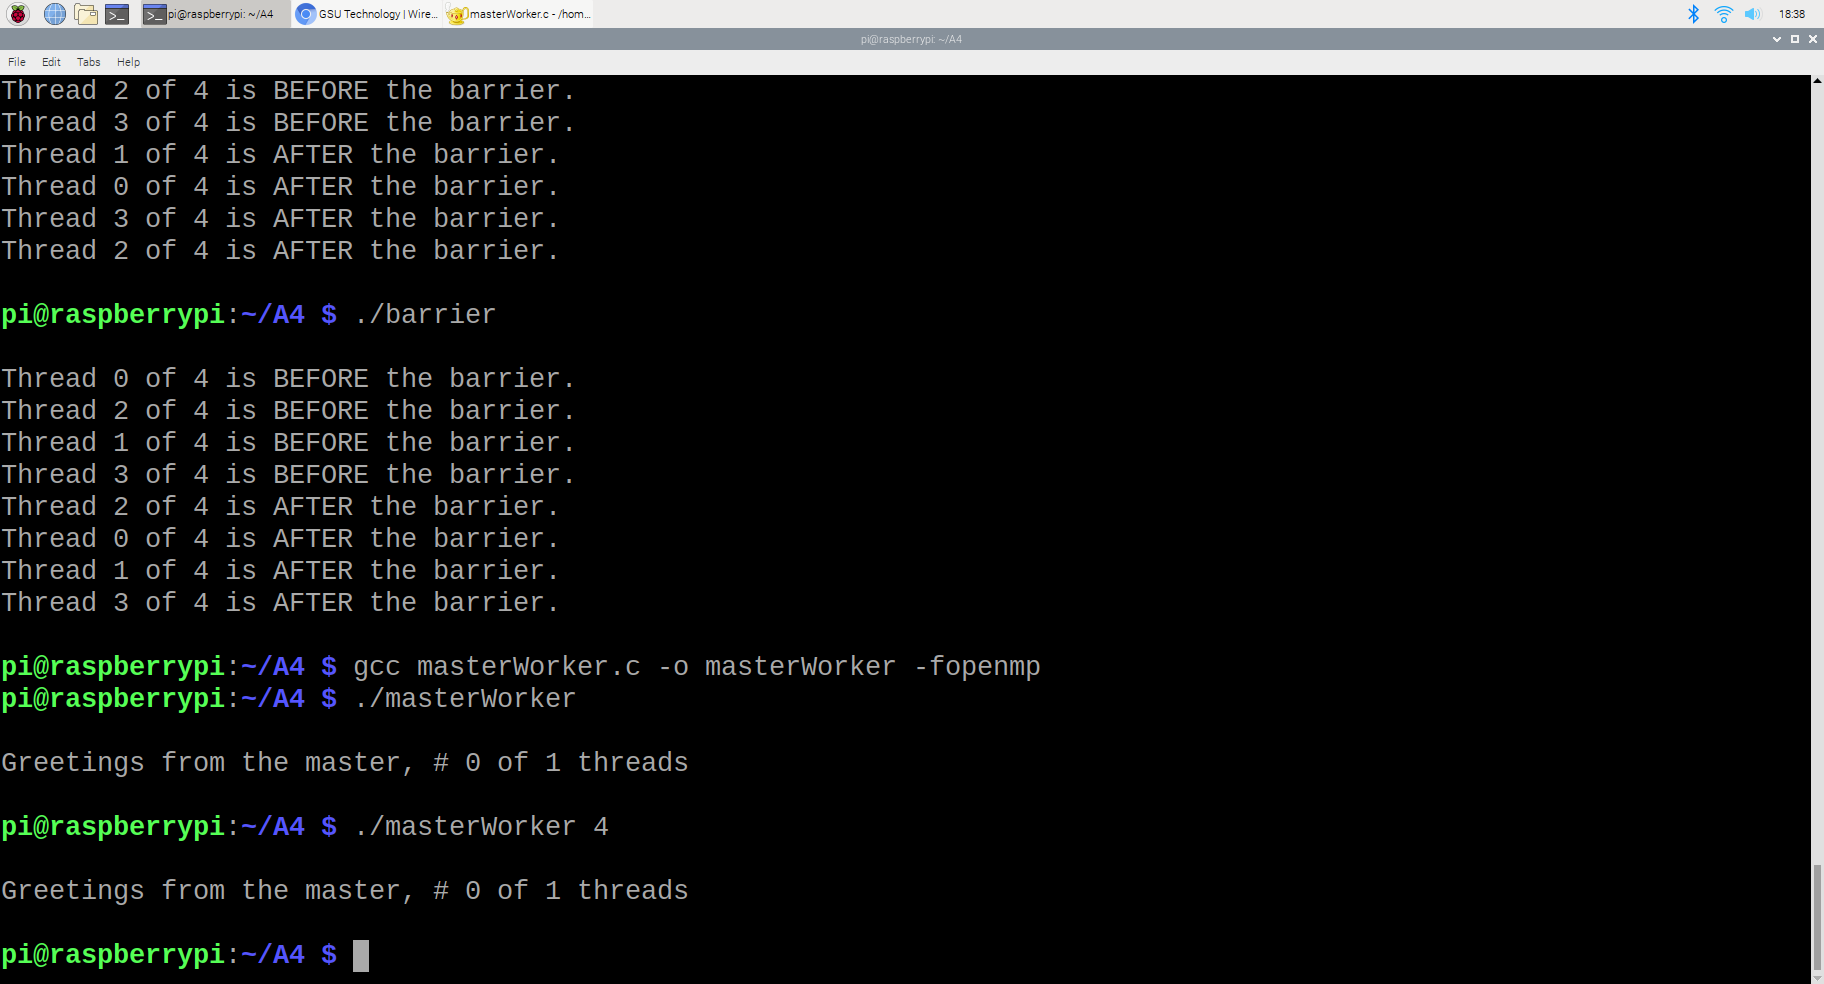 pi@raspberrypi: ~/A4 GSU Technology | Wire... masterWorker.c - /hom... 18:38
pi@raspberrypi: ~/A4
File Edit Tabs Help
Thread 2 of 4 is BEFORE the barrier.
Thread 3 of 4 is BEFORE the barrier.
Thread 1 of 4 is AFTER the barrier.
Thread 0 of 4 is AFTER the barrier.
Thread 3 of 4 is AFTER the barrier.
Thread 2 of 4 is AFTER the barrier.
pi@raspberrypi:~/A4 $ ./barrier
Thread 0 of 4 is BEFORE the barrier.
Thread 2 of 4 is BEFORE the barrier.
Thread 1 of 4 is BEFORE the barrier.
Thread 3 of 4 is BEFORE the barrier.
Thread 2 of 4 is AFTER the barrier.
Thread 0 of 4 is AFTER the barrier.
Thread 1 of 4 is AFTER the barrier.
Thread 3 of 4 is AFTER the barrier.
pi@raspberrypi:~/A4 $ gcc masterWorker.c -o masterWorker -fopenmp
pi@raspberrypi:~/A4 $ ./masterWorker
Greetings from the master, # 0 of 1 threads
pi@raspberrypi:~/A4 $ ./masterWorker 4
Greetings from the master, # 0 of 1 threads
pi@raspberrypi:~/A4 $